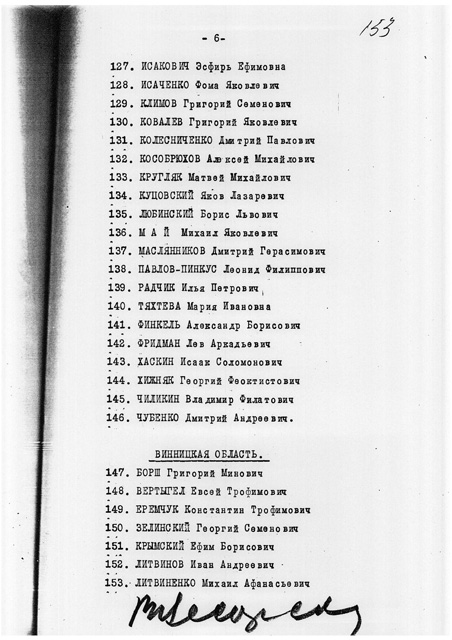 - 6-
153
127. ИСАКОВИЧ Эсфирь Ефимовна
128. ИСАЧЕНКО Фома Яковлевич
129. КЛИМОВ Григорий Семенович
130. КОВАЛЕВ Григорий Яковлевич
131. КОЛЕСНИЧЕНКО Дмитрий Павлович
132. КОСОБРЮХОВ Алексей Михайлович
133. КРУГЛЯК Матвей Михайлович
134. КУЦОВСКИЙ Яков Лазаревич
135. ЛЮБИНСКИЙ Борис Львович
136. М А Й Михаил Яковлевич
137. МАСЛЯННИКОВ Дмитрий Герасимович
138. ПАВЛОВ-ПИНКУС Леонид Филиппович
139. РАДЧИК Илья Петрович
140. ТЯХТЕВА Мария Ивановна
141. ФИНКЕЛЬ Александр Борисович
142. ФРИДМАН Лев Аркадьевич
143. ХАСКИН Исаак Соломонович
144. ХИЖНЯК Георгий Феоктистович
145. ЧИЛИКИН Владимир Филатович
146. ЧУБЕНКО Дмитрий Андреевич.
ВИННИЦКАЯ ОБЛАСТЬ.
147. БОРШ Григорий Минович
148. ВЕРТЫГЕЛ Евсей Трофимович
149. ЕРЕМЧУК Константин Трофимович
150. ЗЕЛИНСКИЙ Георгий Семенович
151. КРЫМСКИЙ Ефим Борисович
152. ЛИТВИНОВ Иван Андреевич
153. ЛИТВИНЕНКО Михаил Афанасьевич